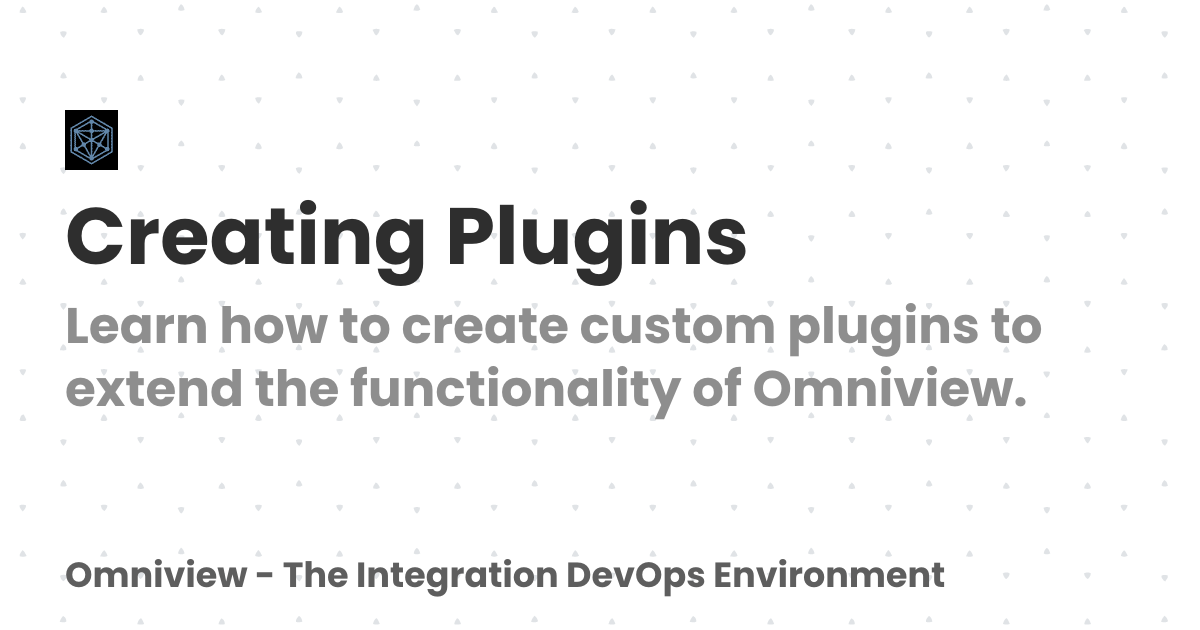 Creating Plugins
Learn how to create custom plugins to
extend the functionality of Omniview.
Omniview - The Integration DevOps Environment